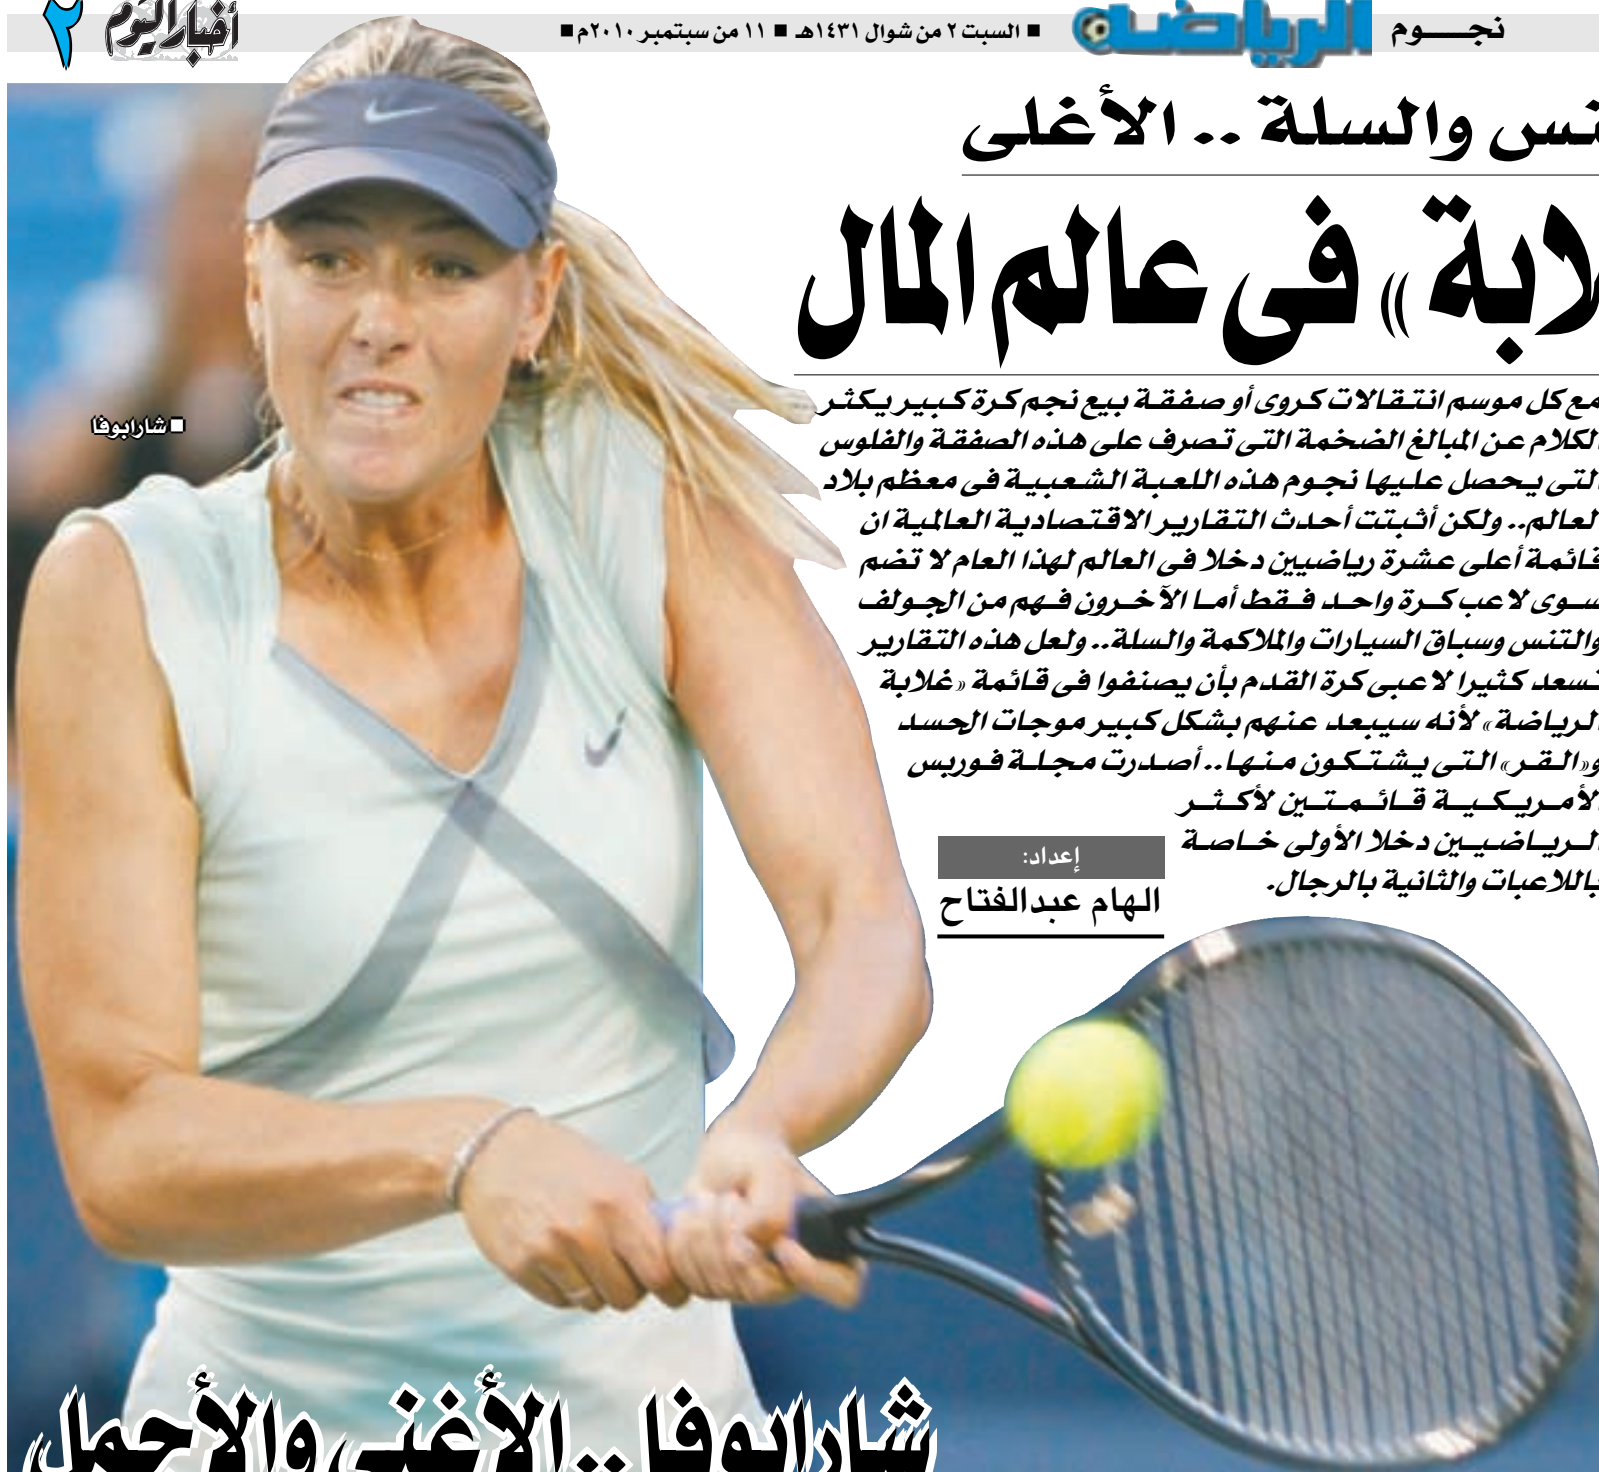 نجـــوم
الرياضة
■ السبت ٢ من شوال ١٤٣١هـ ■ ١١ من سبتمبر ٢٠١٠م ■
أخبار اليوم
٢
والسلة .. الأغلى
» فى عالم المال
مع كل موسم انتقالات كروى أو صفقة بيع نجم كرة كبير يكثر
الكلام عن المبالغ الضخمة التى تصرف على هذه الصفقة والفلوس
التى يحصل عليها نجوم هذه اللعبة الشعبية فى معظم بلاد
العالم.. ولكن أثبتت أحدث التقارير الاقتصادية العالمية ان
قائمة أعلى عشرة رياضيين دخلا فى العالم لهذا العام لا تضم
سوى لاعب كرة واحد فقط أما الآخرون فهم من الجولف
والتنس وسباق السيارات والملاكمة والسلة.. ولعل هذه التقارير
تسعد كثيرا لاعبى كرة القدم بأن يصنفوا فى قائمة «غلابة
الرياضة» لأنه سيبعد عنهم بشكل كبير موجات الحسد
و«القر» التى يشتكون منها.. أصدرت مجلة فوربس
الأمريكية قائمتين لأكثر
الرياضيين دخلا الأولى خاصة
باللاعبات والثانية بالرجال.
إعداد:
الهام عبدالفتاح
■ شارابوفا
شارابوفا .. الأغنى والأجمل